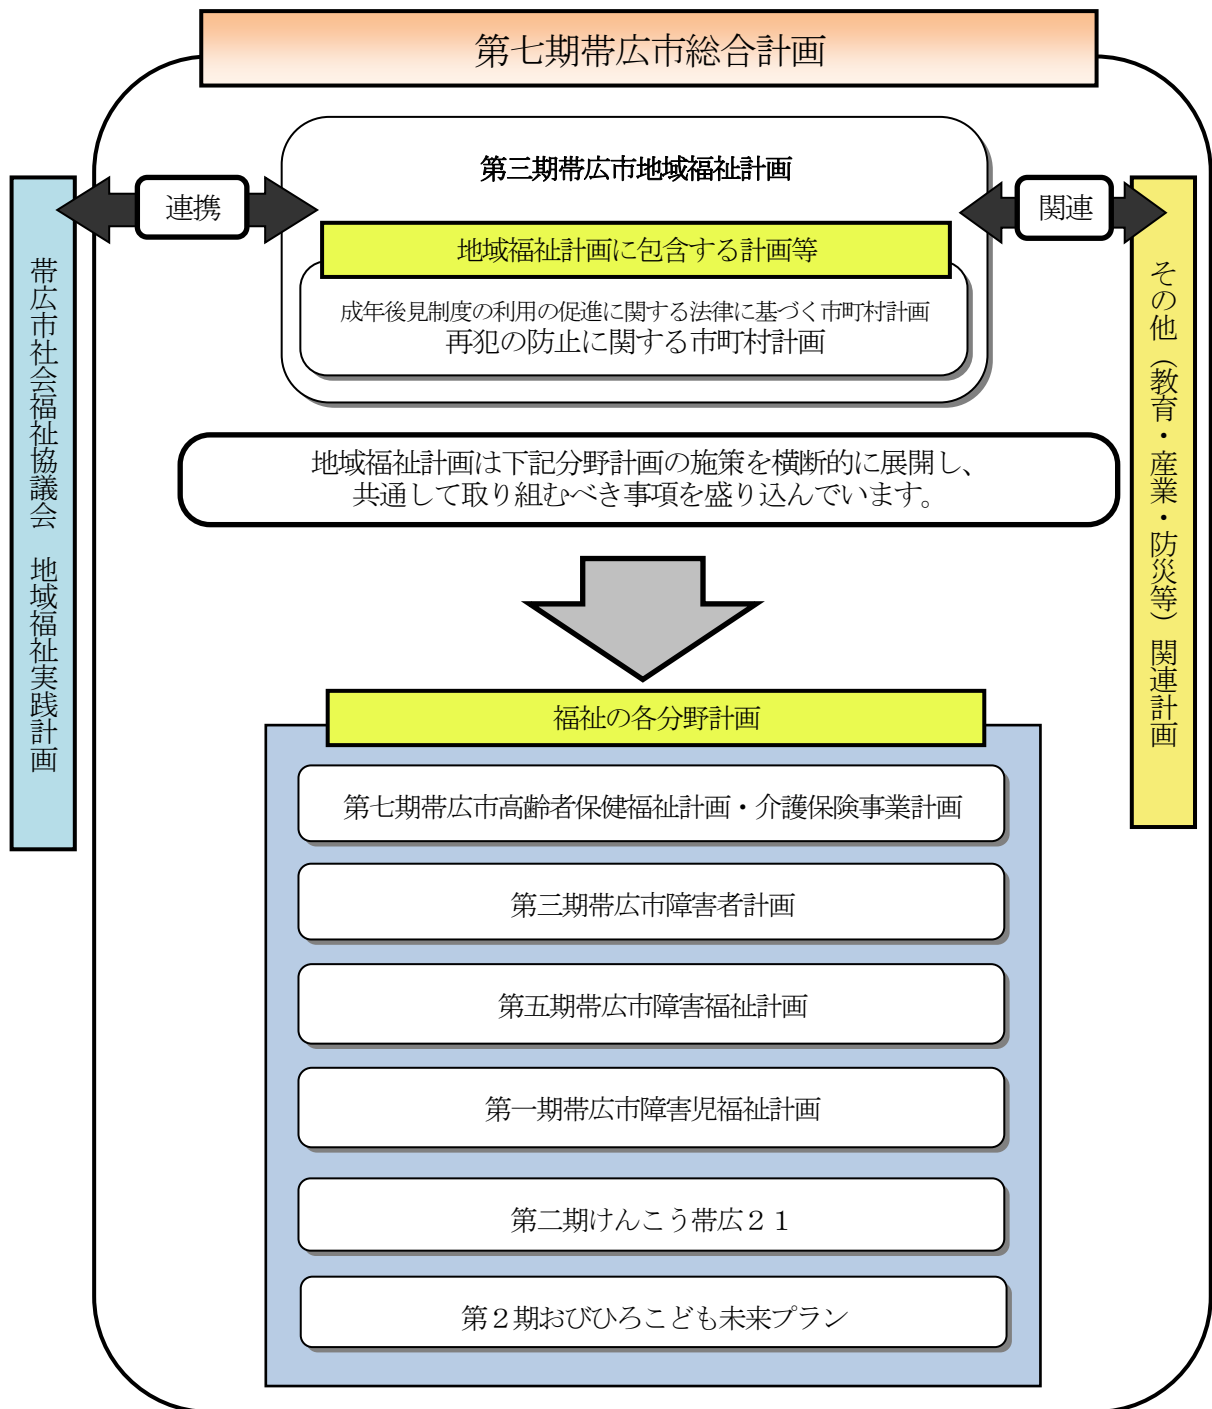 第七期帯広市総合計画
第三期帯広市地域福祉計画
連携
関連
地域福祉計画に包含する計画等
成年後見制度の利用の促進に関する法律に基づく市町村計画
再犯の防止に関する市町村計画
帯広市社会福祉協議会　地域福祉実践計画
その他（教育・産業・防災等）関連計画
地域福祉計画は下記分野計画の施策を横断的に展開し、
共通して取り組むべき事項を盛り込んでいます。
福祉の各分野計画
第七期帯広市高齢者保健福祉計画・介護保険事業計画
第三期帯広市障害者計画
第五期帯広市障害福祉計画
第一期帯広市障害児福祉計画
第二期けんこう帯広２１
第２期おびひろこども未来プラン